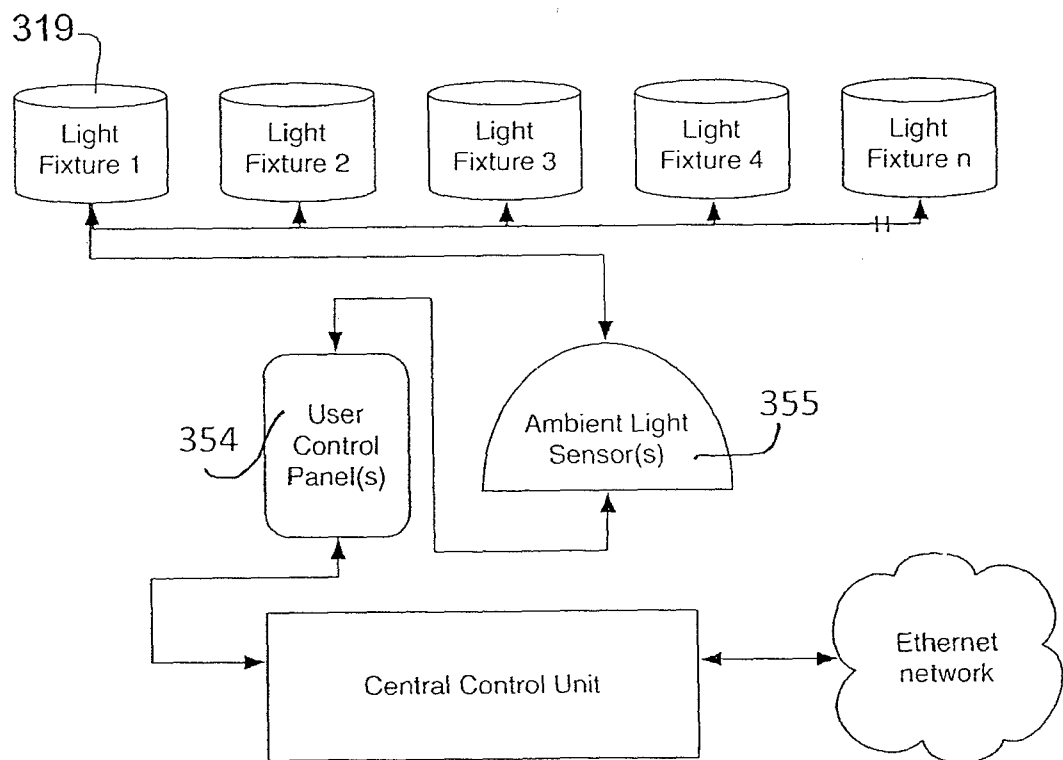 319
Light
Fixture 1
Light
Fixture 2
Light
Fixture 3
Light
Fixture 4
Light
Fixture n
354
User
Control
Panel(s)
Ambient Light
Sensor(s)
355
Central Control Unit
Ethernet
network